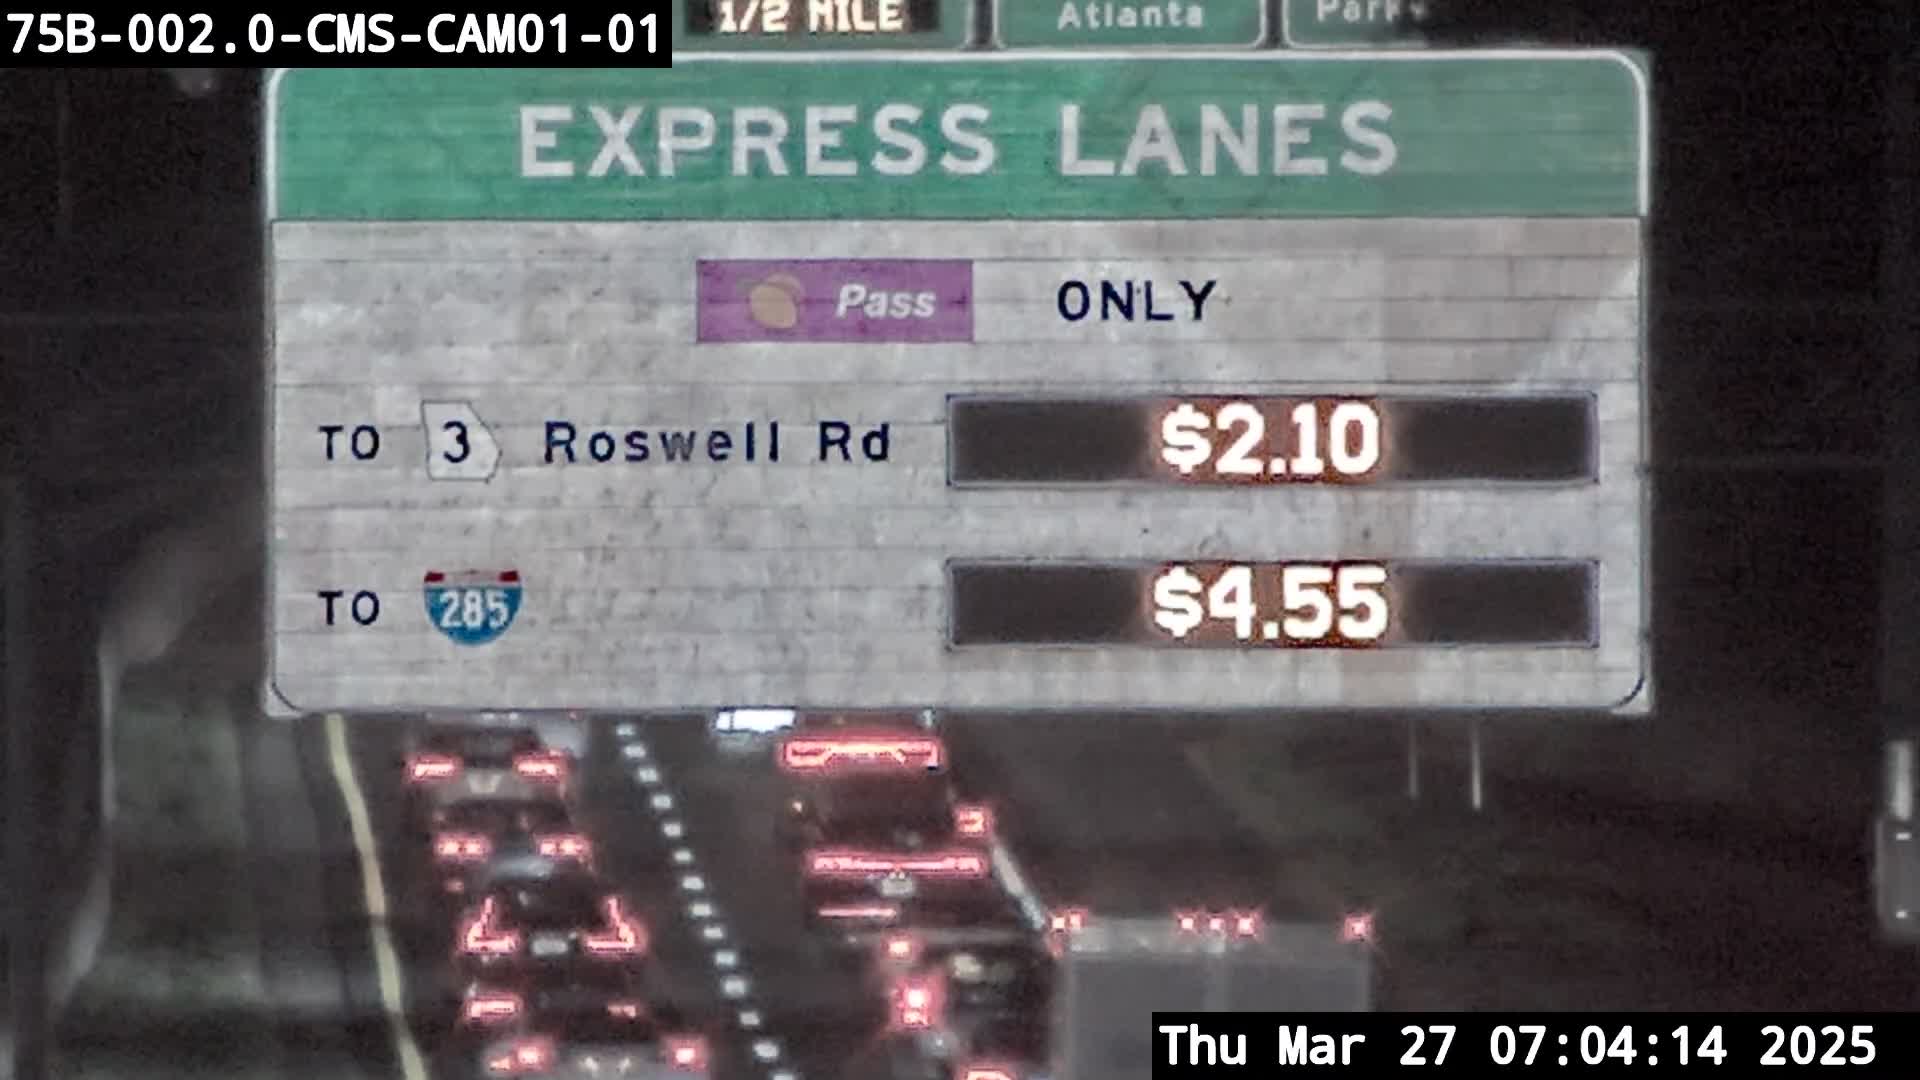 75B-002.0-CMS-CAM01-01
1/2 MILE
Atlanta
EXPRESS LANES
Pass ONLY
TO 3 Roswell Rd $2.10
TO 285 $4.55
Thu Mar 27 07:04:14 2025